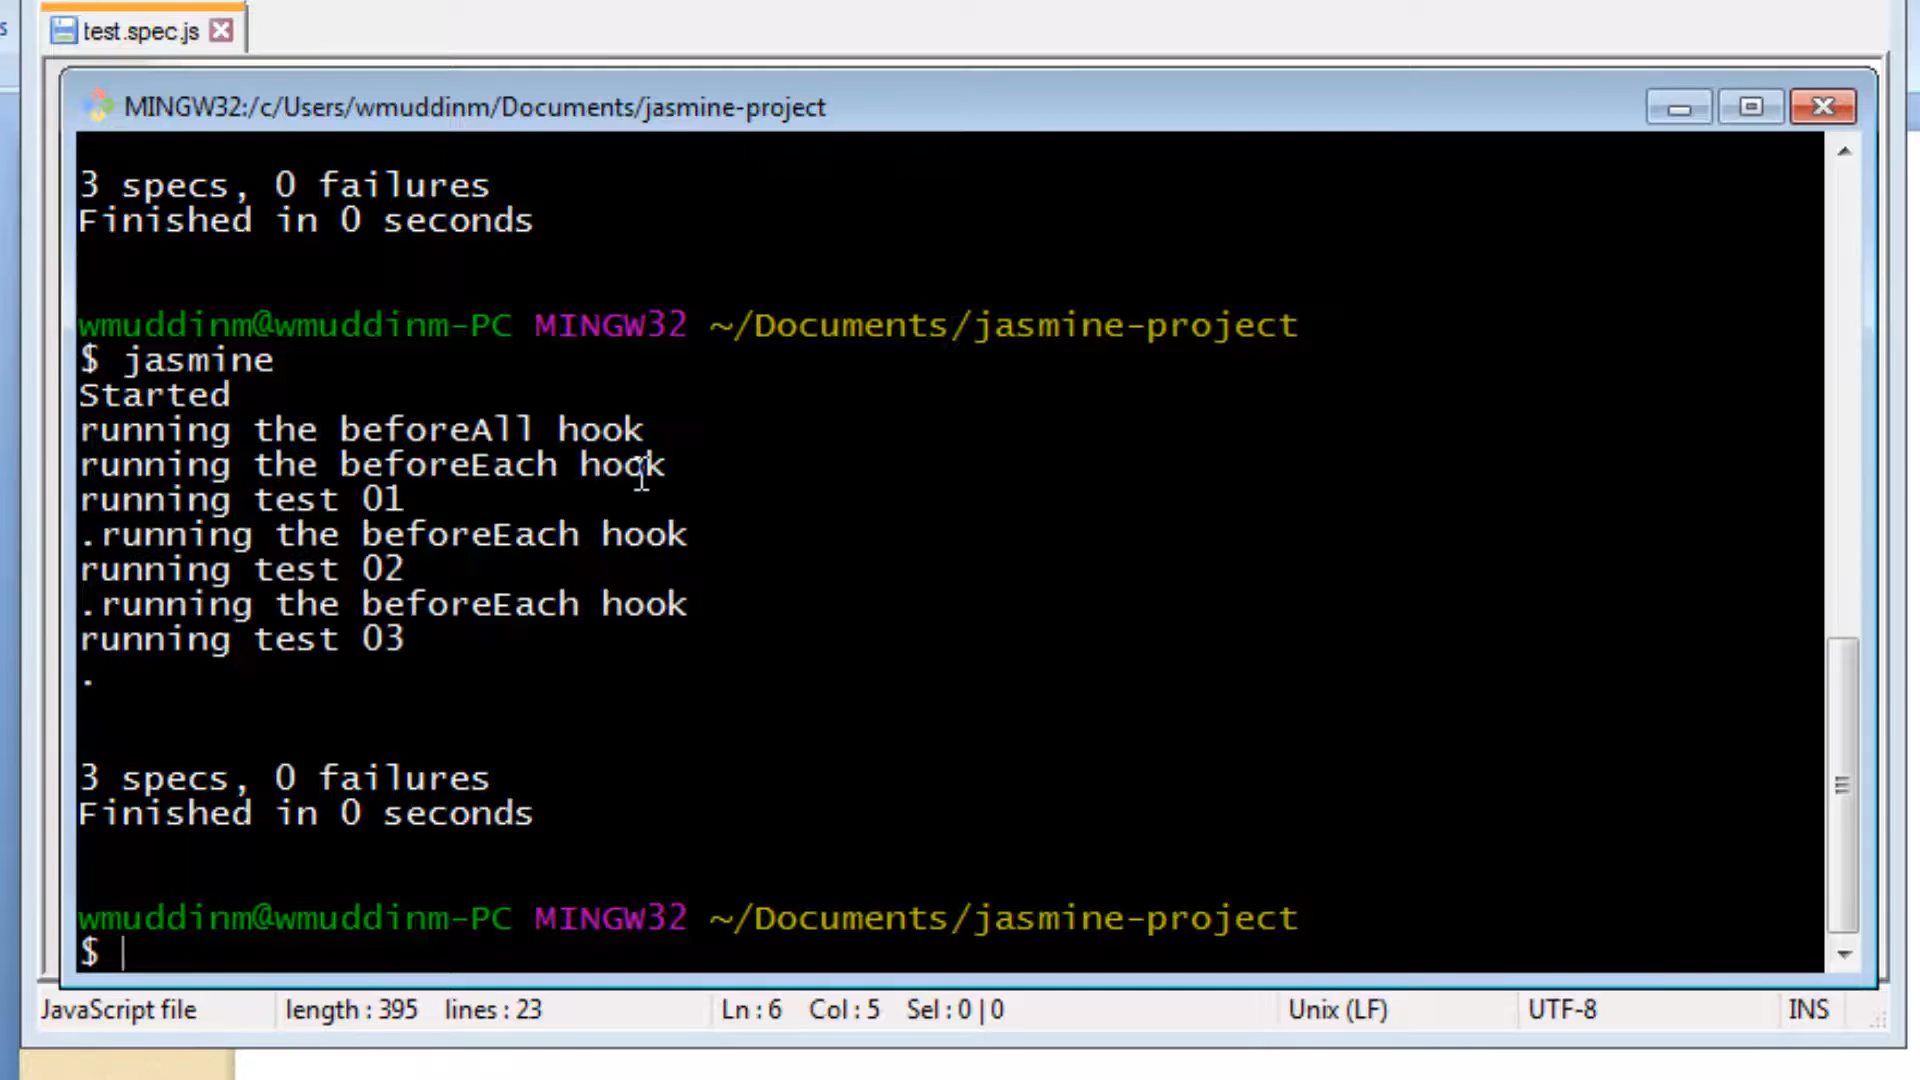 s
test.spec.js
MINGW32:/c/Users/wmuddinm/Documents/jasmine-project
3 specs, 0 failures
Finished in 0 seconds
wmuddinm@wmuddinm-PC MINGW32 ~/Documents/jasmine-project
$ jasmine
Started
running the beforeAll hook
running the beforeEach hook
running test 01
.running the beforeEach hook
running test 02
.running the beforeEach hook
running test 03
.
3 specs, 0 failures
Finished in 0 seconds
wmuddinm@wmuddinm-PC MINGW32 ~/Documents/jasmine-project
$
JavaScript file length : 395 lines : 23 Ln : 6 Col : 5 Sel : 0 | 0 Unix (LF) UTF-8 INS